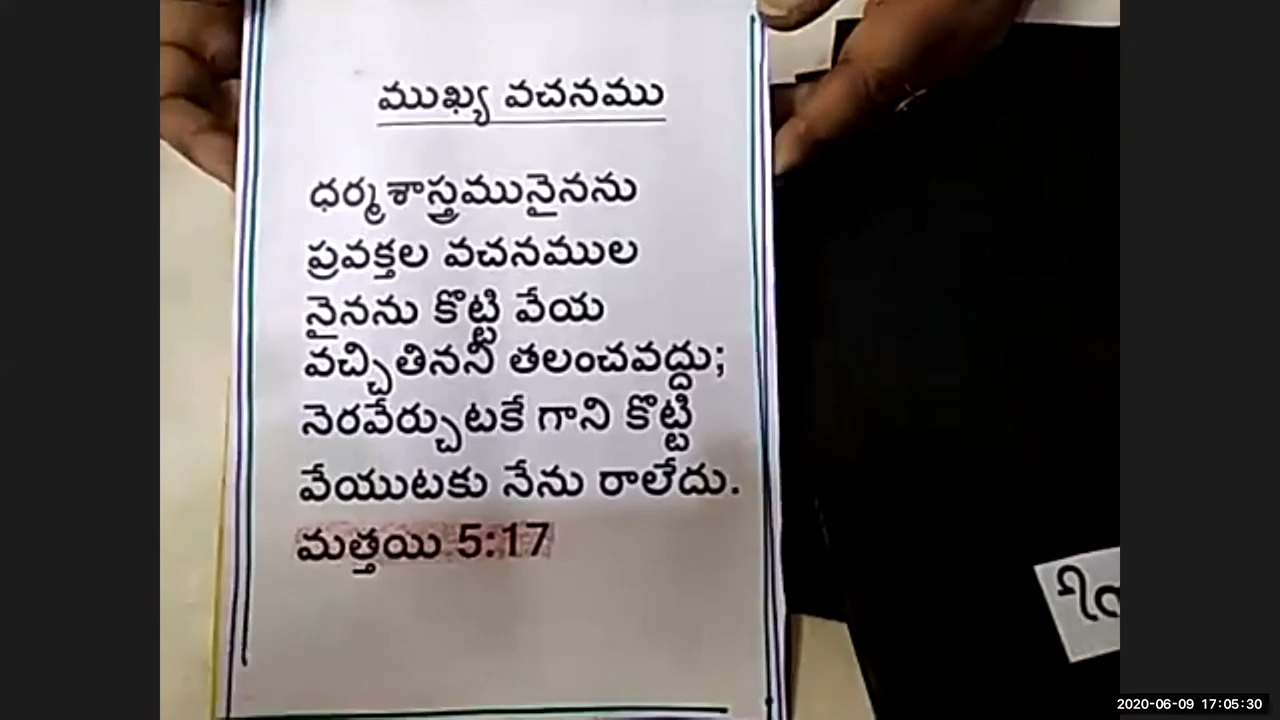 ముఖ్య వచనము
ధర్మశాస్త్రమునైనను
ప్రవక్తల వచనముల
నైనను కొట్టి వేయ
వచ్చితినని తలంచవద్దు;
నెరవేర్చుటకే గాని కొట్టి
వేయుటకు నేను రాలేదు.
మత్తయి 5:17
2020-06-09 17:05:30